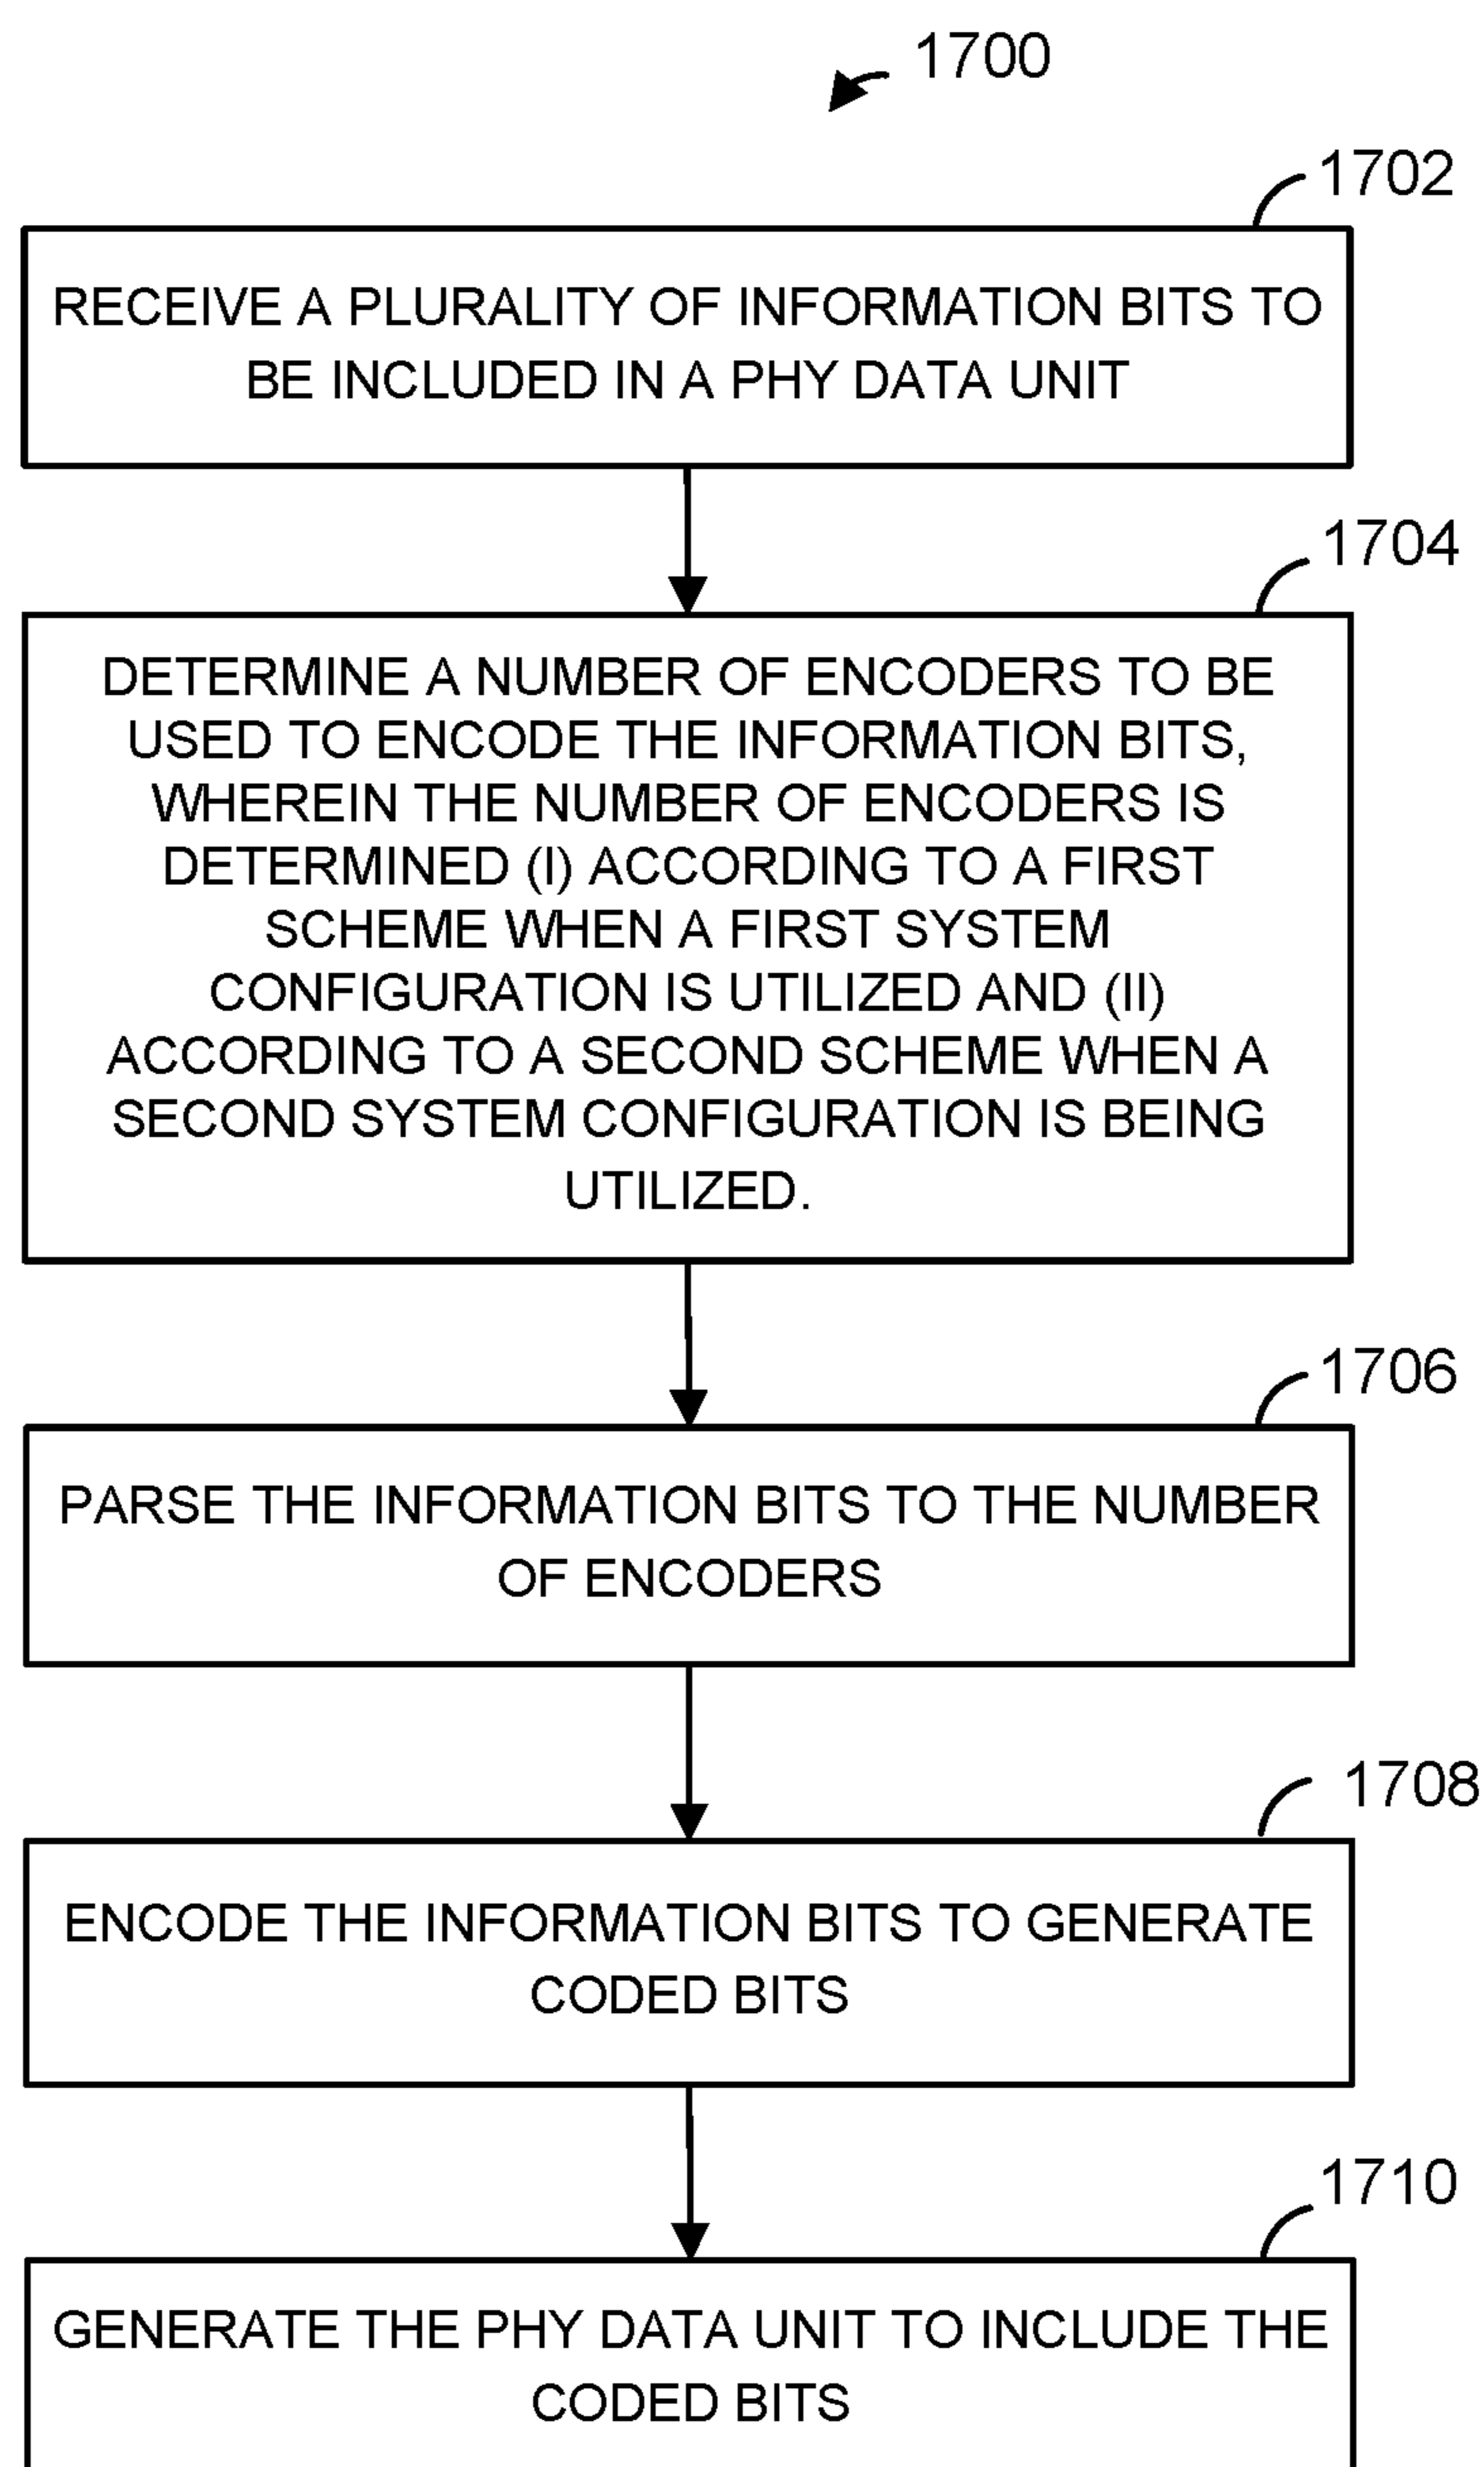 1700
1702
RECEIVE A PLURALITY OF INFORMATION BITS TO
BE INCLUDED IN A PHY DATA UNIT
1704
DETERMINE A NUMBER OF ENCODERS TO BE
USED TO ENCODE THE INFORMATION BITS,
WHEREIN THE NUMBER OF ENCODERS IS
DETERMINED (I) ACCORDING TO A FIRST
SCHEME WHEN A FIRST SYSTEM
CONFIGURATION IS UTILIZED AND (II)
ACCORDING TO A SECOND SCHEME WHEN A
SECOND SYSTEM CONFIGURATION IS BEING
UTILIZED.
1706
PARSE THE INFORMATION BITS TO THE NUMBER
OF ENCODERS
1708
ENCODE THE INFORMATION BITS TO GENERATE
CODED BITS
1710
GENERATE THE PHY DATA UNIT TO INCLUDE THE
CODED BITS